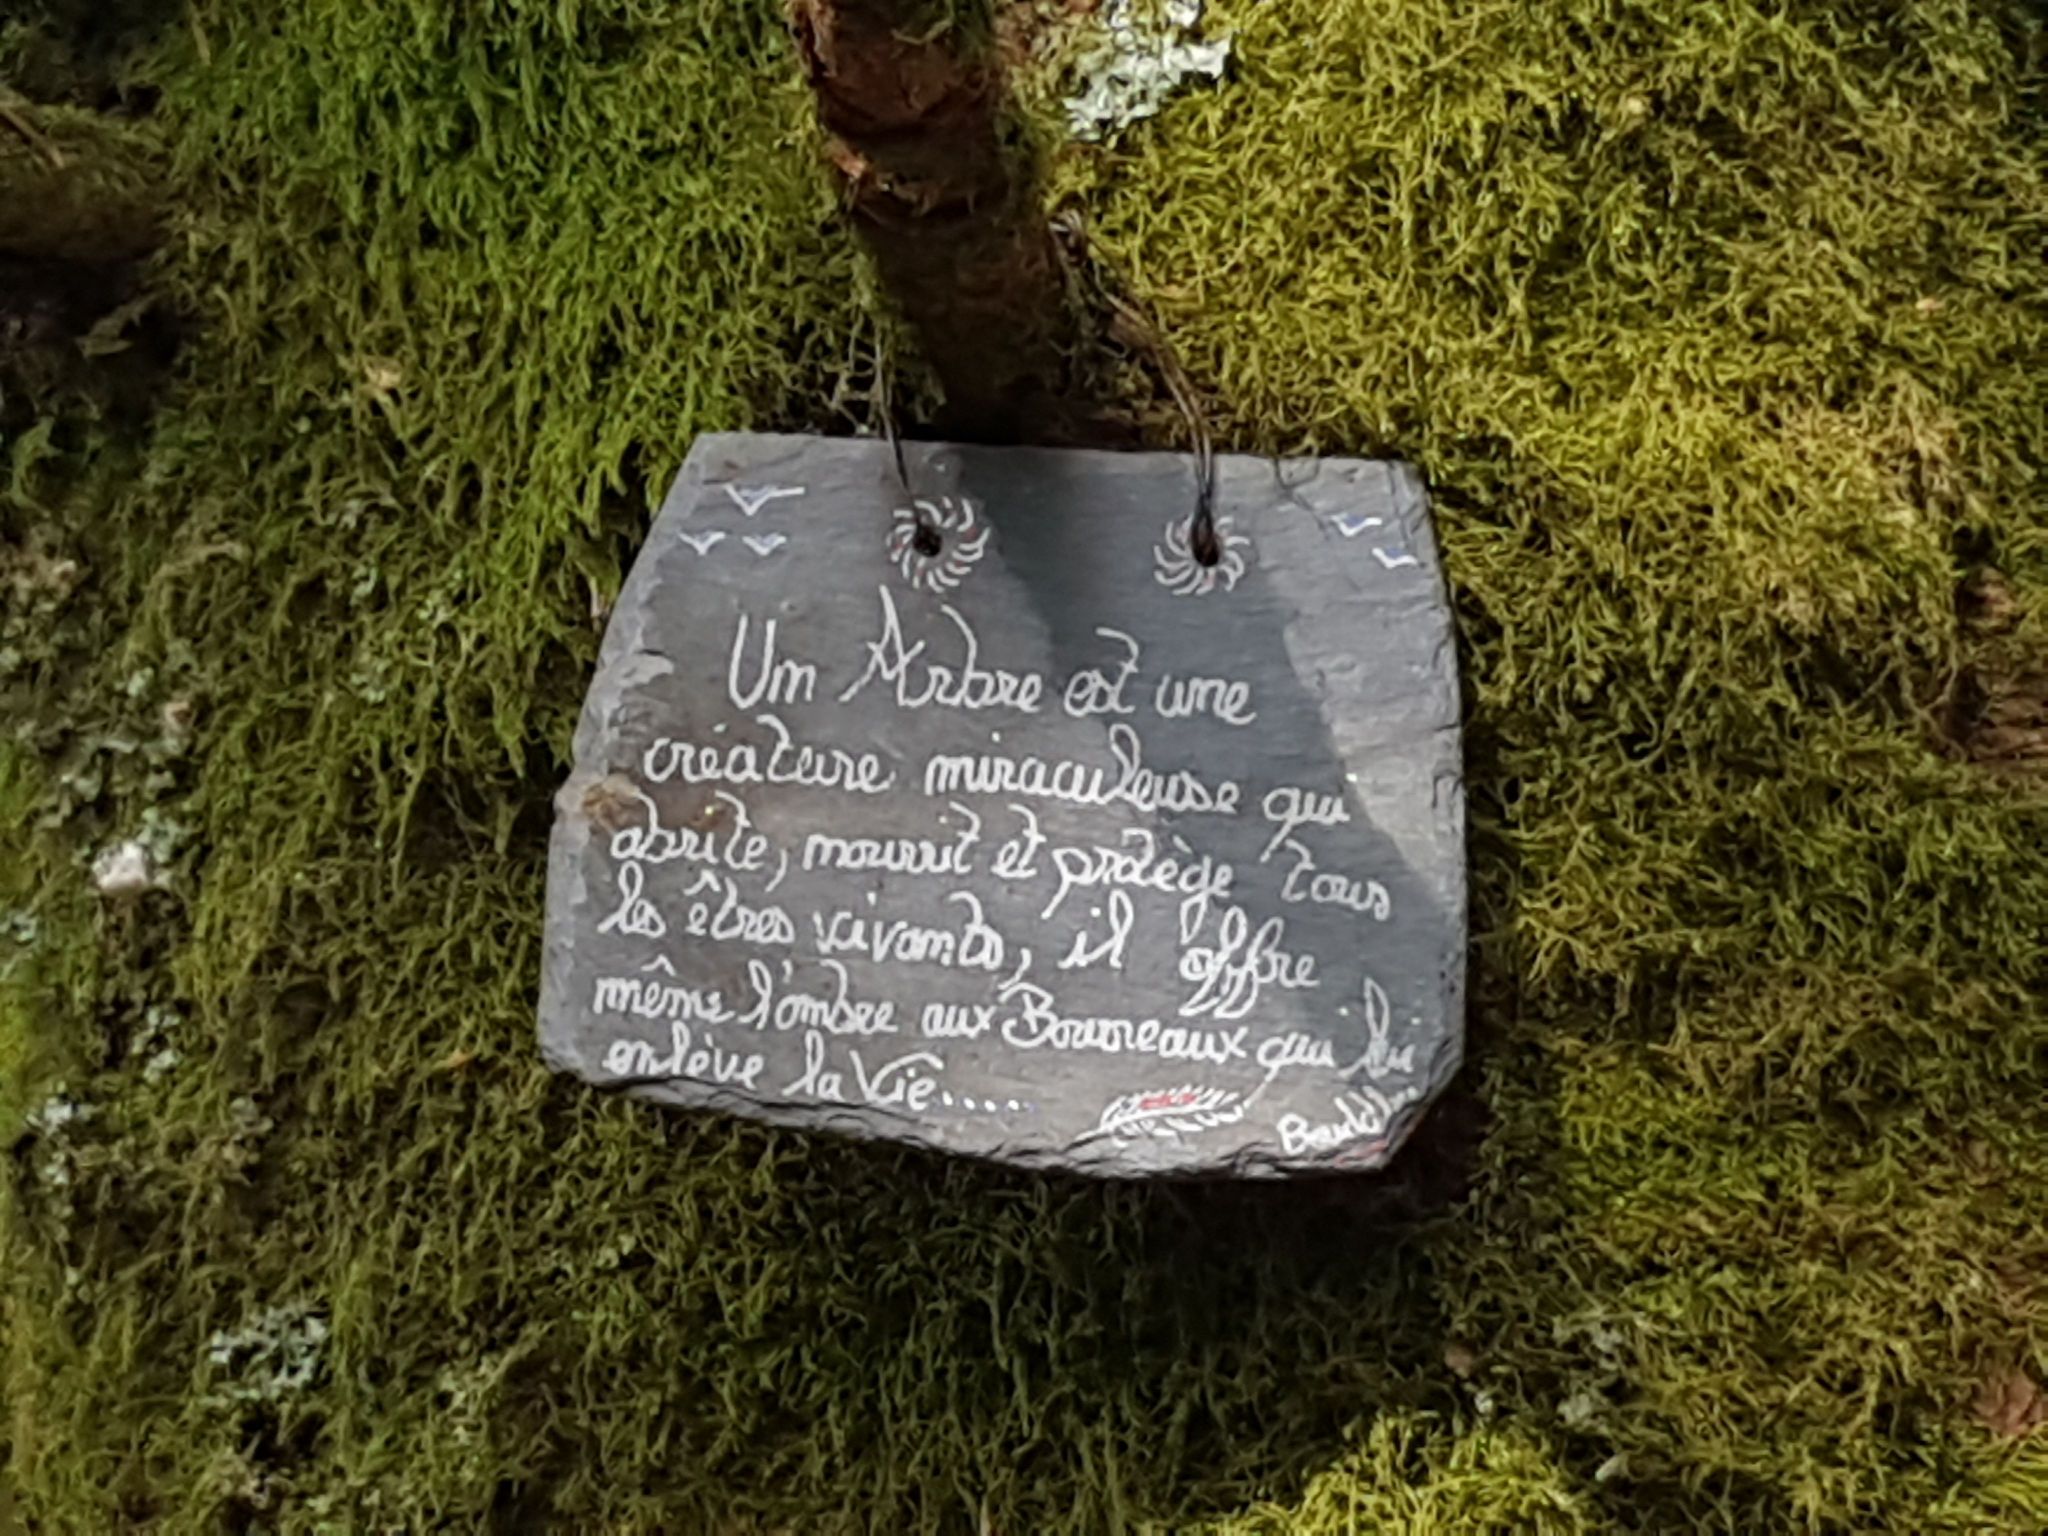 Un Arbre est une
créature miraculeuse qui
abrite, nourrit et protège tous
les êtres vivants, il offre
même l'ombre aux Bourreaux qui lui
enlève la Vie.....